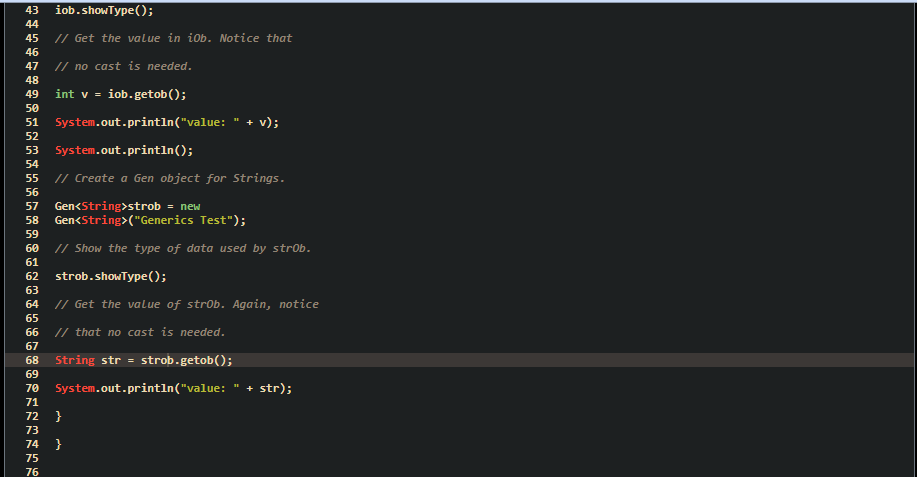 43 iob.showType();
44
45 // Get the value in iOb. Notice that
46
47 // no cast is needed.
48
49 int v = iob.getob();
50
51 System.out.println("value: " + v);
52
53 System.out.println();
54
55 // Create a Gen object for Strings.
56
57 Gen<String>strob = new
58 Gen<String>("Generics Test");
59
60 // Show the type of data used by strOb.
61
62 strob.showType();
63
64 // Get the value of strOb. Again, notice
65
66 // that no cast is needed.
67
68 String str = strob.getob();
69
70 System.out.println("value: " + str);
71
72 }
73
74 }
75
76